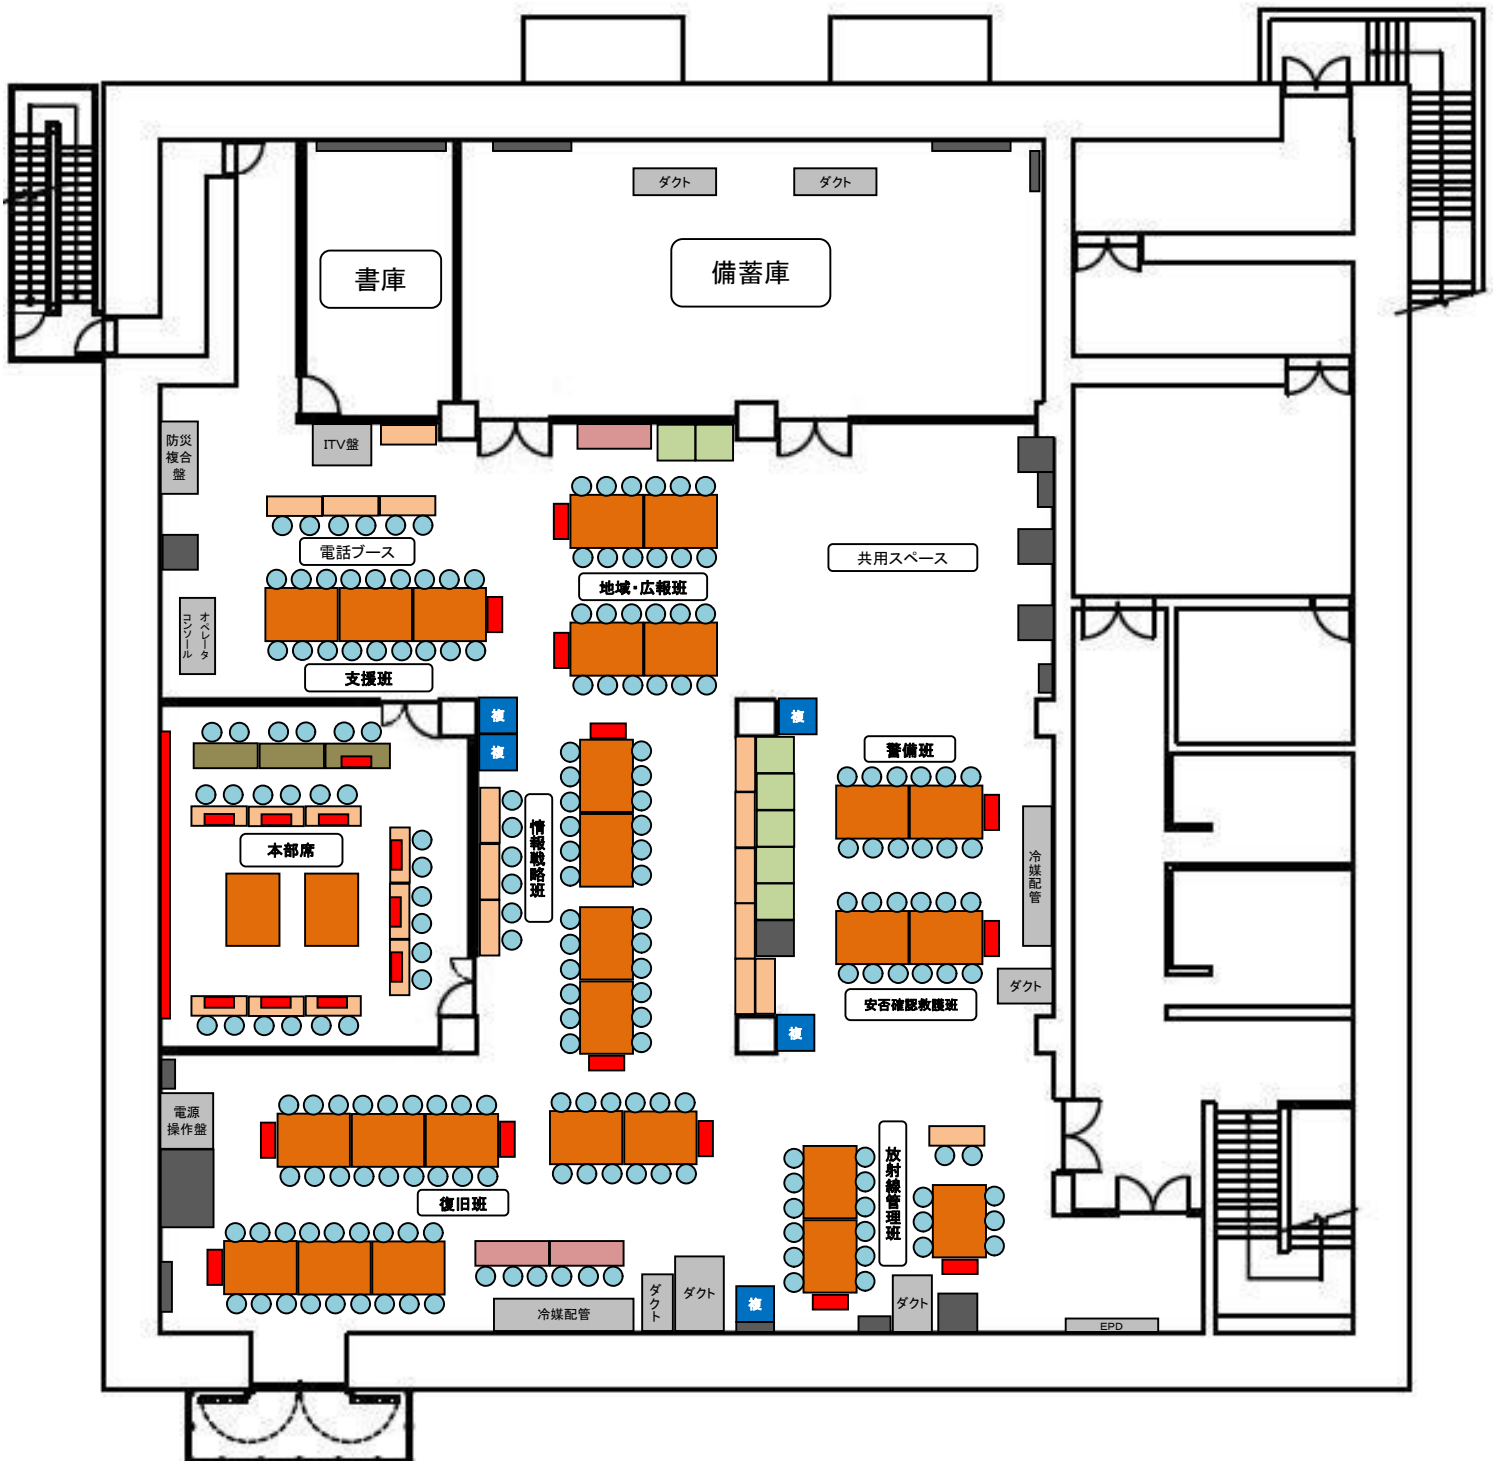 ダクト
ダクト
書庫
備蓄庫
防災
複合
盤
ITV盤
電話ブース
共用スペース
地域・広報班
オペレータ
コンソール
支援班
複
複
複
警備班
情報戦略班
本部席
冷媒配管
ダクト
安否確認救護班
複
電源
操作盤
放射線管理班
復旧班
ダクト
ダクト
複
ダクト
冷媒配管
EPD